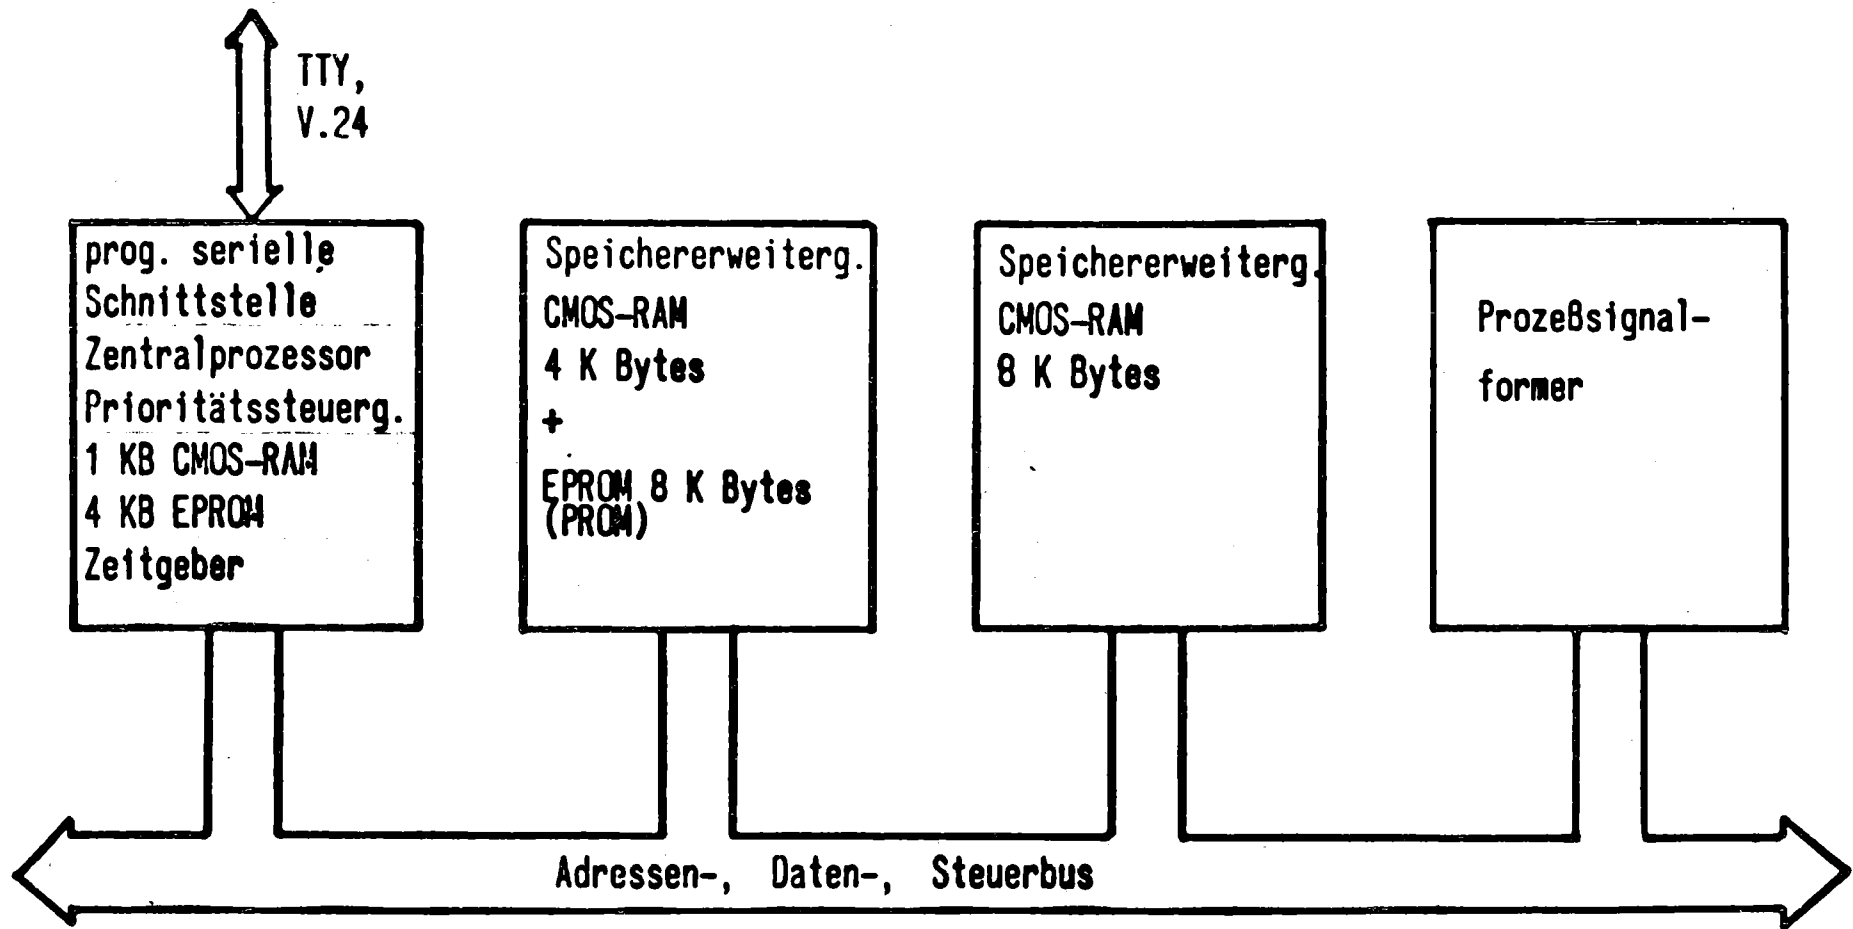 TTY,
V.24
prog. serielle
Schnittstelle
Zentralprozessor
Prioritätssteuerg.
1 KB CMOS-RAM
4 KB EPROM
Zeitgeber
Speichererweiterg.
CMOS-RAM
4 K Bytes
+
EPROM 8 K Bytes
(PROM)
Speichererweiterg.
CMOS-RAM
8 K Bytes
Prozeßsignal-
former
Adressen-, Daten-, Steuerbus